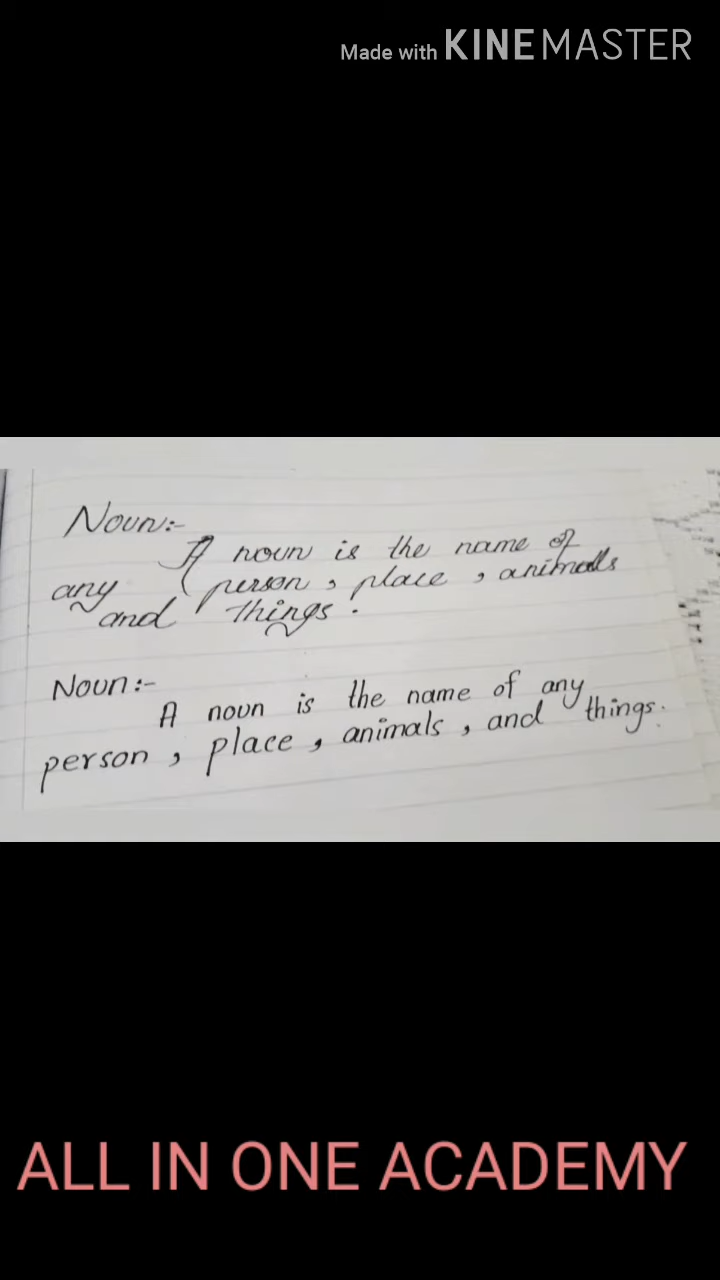 Made with KINEMASTER
Noun:-
A noun is the name of
any person, place, animals
and things.
Noun:-
A noun is the name of any
person, place, animals, and things.
ALL IN ONE ACADEMY